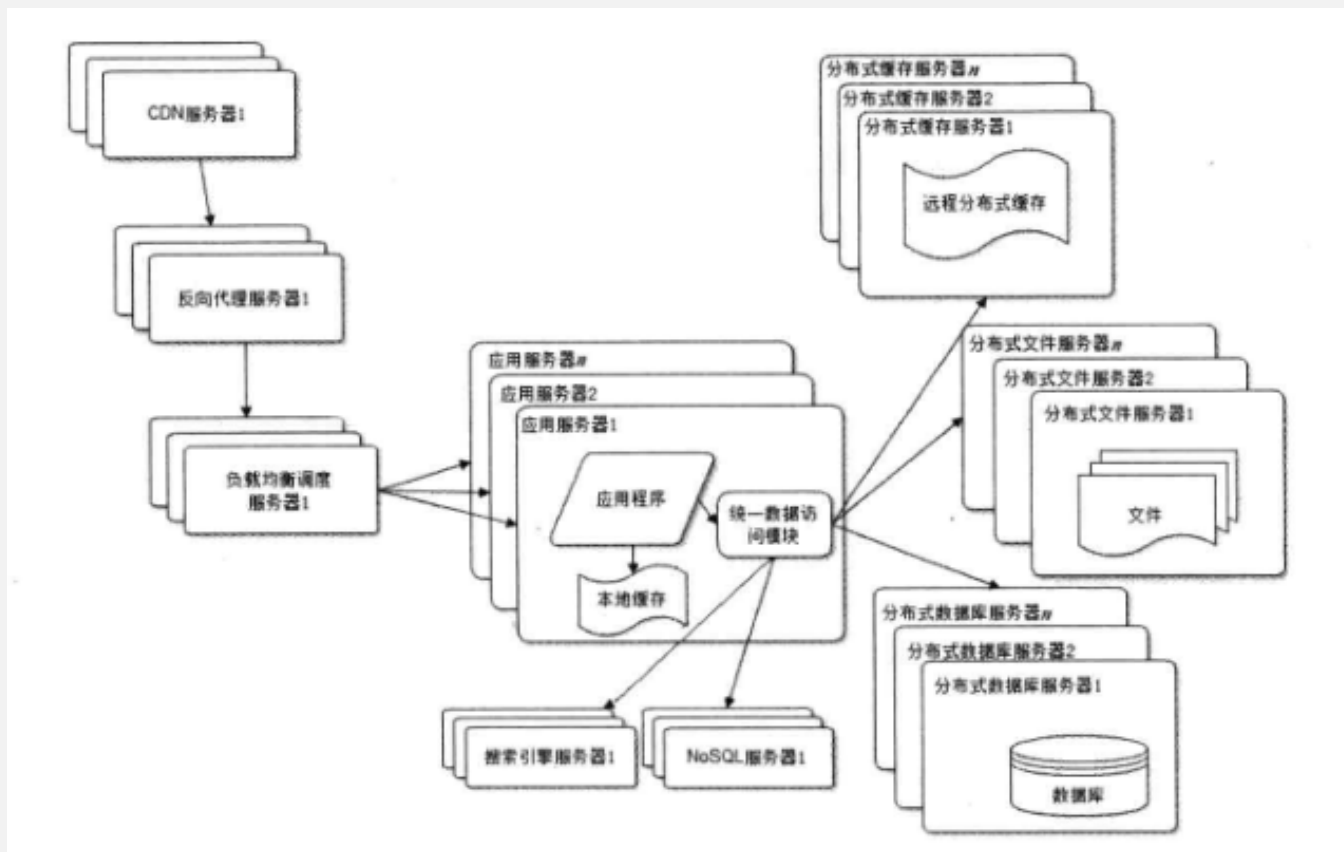 CDN服务器1
反向代理服务器1
负载均衡调度
服务器1
应用服务器n
应用服务器2
应用服务器1
应用程序
统一数据访
问模块
本地缓存
搜索引擎服务器1
NoSQL服务器1
分布式缓存服务器n
分布式缓存服务器2
分布式缓存服务器1
远程分布式缓存
分布式文件服务器n
分布式文件服务器2
分布式文件服务器1
文件
分布式数据库服务器n
分布式数据库服务器2
分布式数据库服务器1
数据库